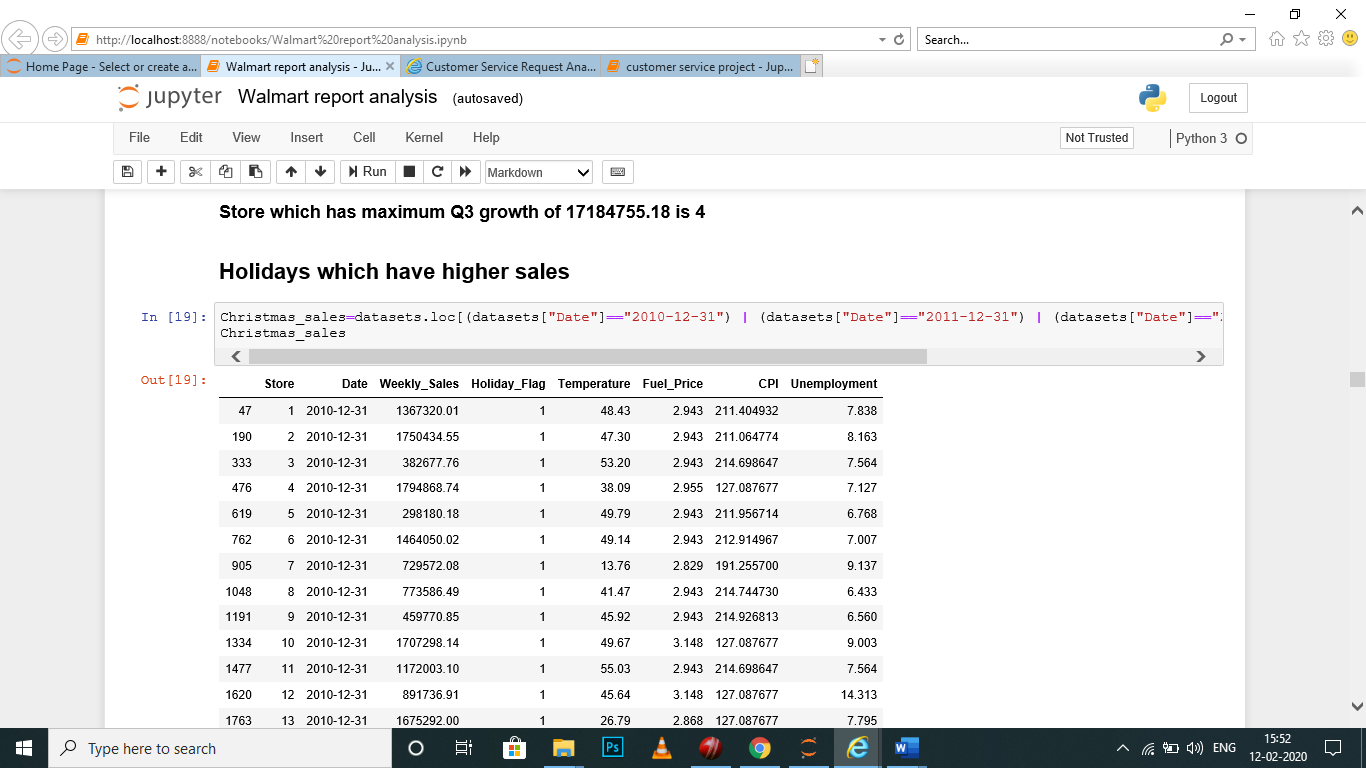 http://localhost:8888/notebooks/Walmart%20report%20analysis.ipynb
Search...
Home Page - Select or create a...
Walmart report analysis - Ju...
Customer Service Request Ana...
customer service project - Jup...
jupyter Walmart report analysis (autosaved)
Logout
File Edit View Insert Cell Kernel Help
Not Trusted
Python 3
Run
Markdown
Store which has maximum Q3 growth of 17184755.18 is 4
Holidays which have higher sales
In [19]: Christmas_sales=datasets.loc[(datasets["Date"]=="2010-12-31") | (datasets["Date"]=="2011-12-31") | (datasets["Date"]=="
Christmas_sales
Out[19]:
Store Date Weekly_Sales Holiday_Flag Temperature Fuel_Price CPI Unemployment
47 1 2010-12-31 1367320.01 1 48.43 2.943 211.404932 7.838
190 2 2010-12-31 1750434.55 1 47.30 2.943 211.064774 8.163
333 3 2010-12-31 382677.76 1 53.20 2.943 214.698647 7.564
476 4 2010-12-31 1794868.74 1 38.09 2.955 127.087677 7.127
619 5 2010-12-31 298180.18 1 49.79 2.943 211.956714 6.768
762 6 2010-12-31 1464050.02 1 49.14 2.943 212.914967 7.007
905 7 2010-12-31 729572.08 1 13.76 2.829 191.255700 9.137
1048 8 2010-12-31 773586.49 1 41.47 2.943 214.744730 6.433
1191 9 2010-12-31 459770.85 1 45.92 2.943 214.926813 6.560
1334 10 2010-12-31 1707298.14 1 49.67 3.148 127.087677 9.003
1477 11 2010-12-31 1172003.10 1 55.03 2.943 214.698647 7.564
1620 12 2010-12-31 891736.91 1 45.64 3.148 127.087677 14.313
1763 13 2010-12-31 1675292.00 1 26.79 2.868 127.087677 7.795
Type here to search
Ps
ENG
15:52
12-02-2020